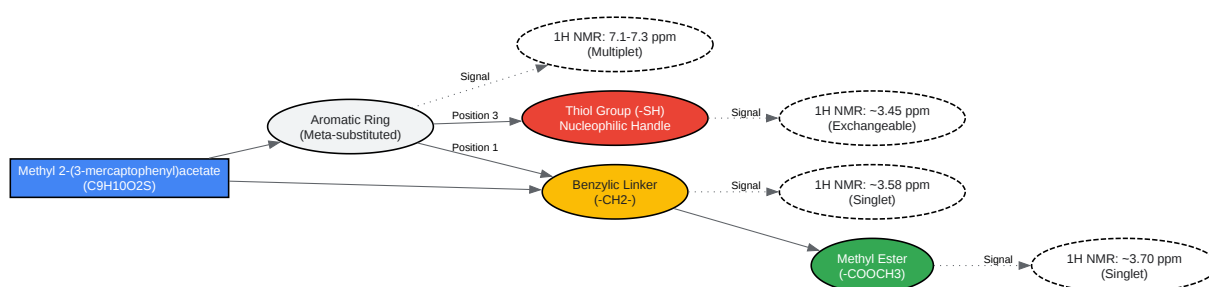 1H NMR: 7.1-7.3 ppm
(Multiplet)
Signal
Aromatic Ring
(Meta-substituted)
Position 3
Thiol Group (-SH)
Nucleophilic Handle
Signal
1H NMR: ~3.45 ppm
(Exchangeable)
Position 1
Methyl 2-(3-mercaptophenyl)acetate
(C9H10O2S)
Benzylic Linker
(-CH2-)
Signal
1H NMR: ~3.58 ppm
(Singlet)
Methyl Ester
(-COOCH3)
Signal
1H NMR: ~3.70 ppm
(Singlet)